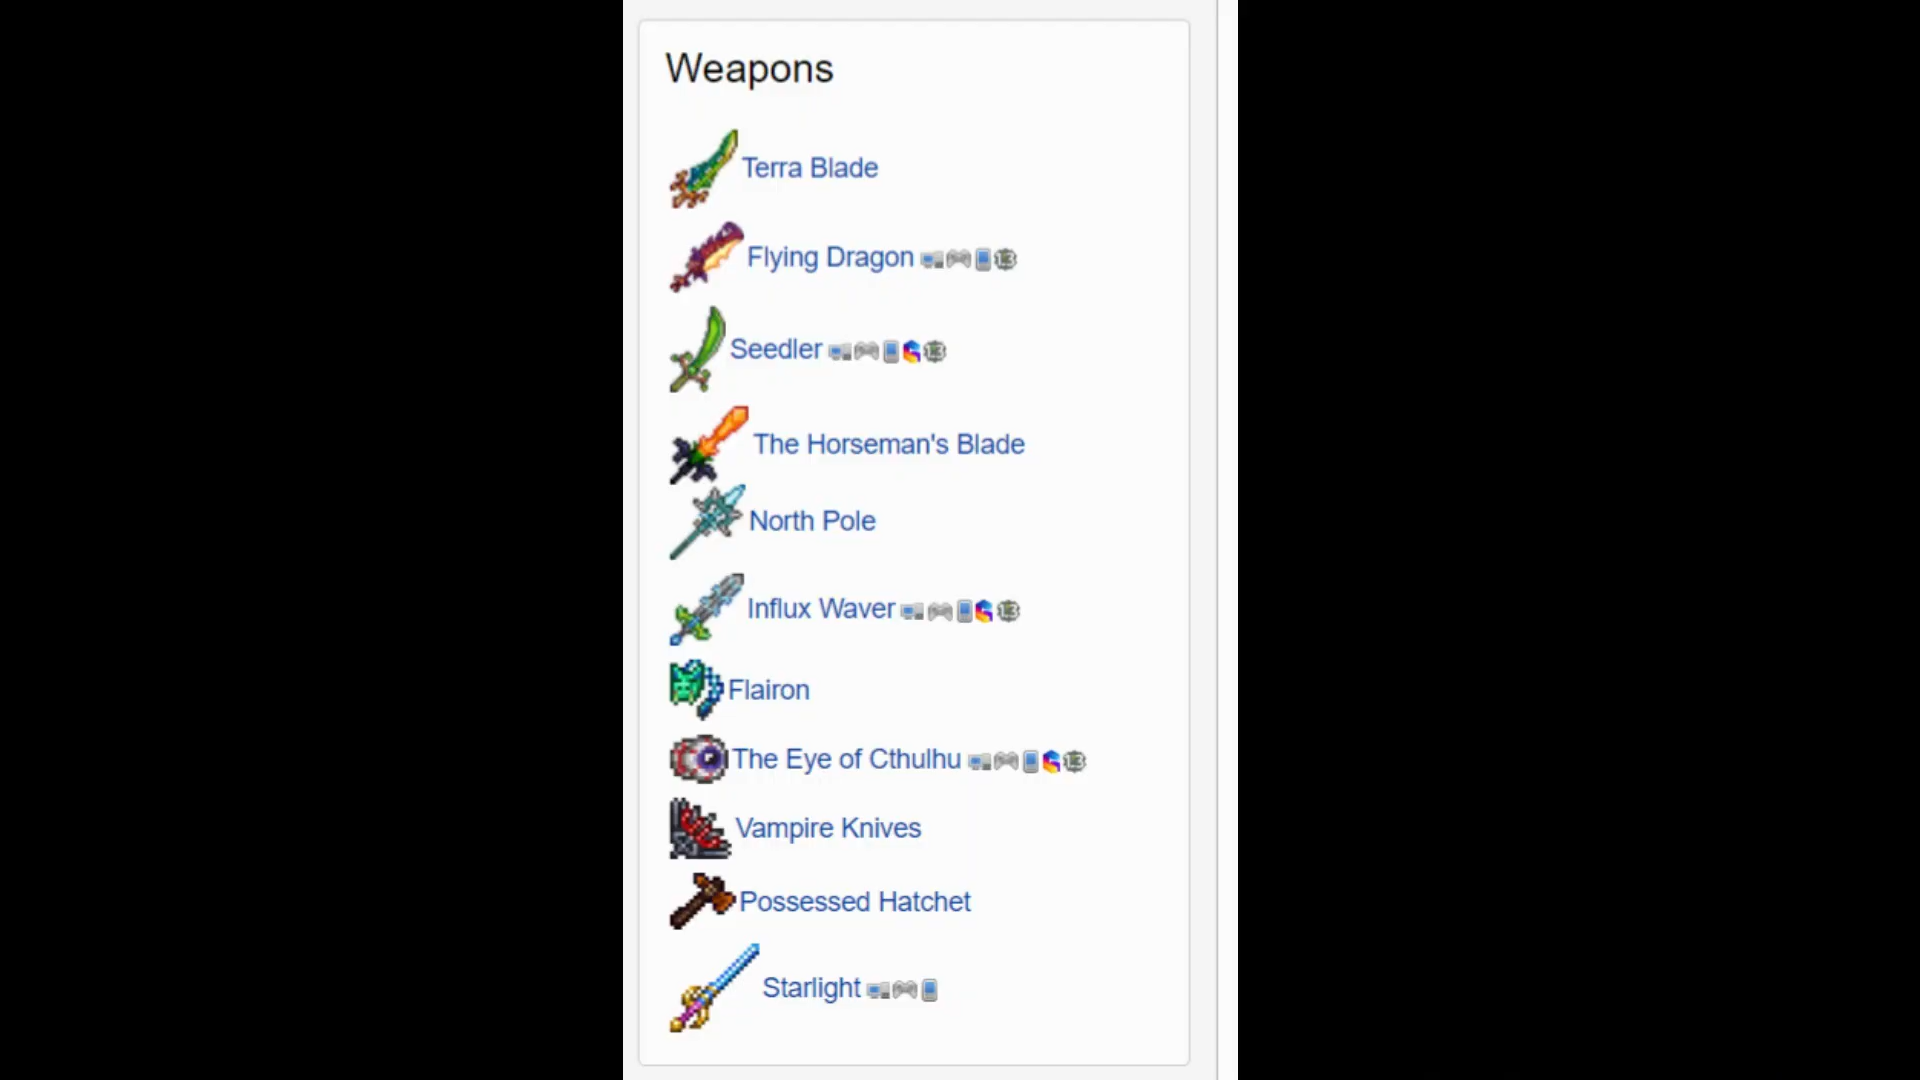 Weapons
Terra Blade
Flying Dragon
Seedler
The Horseman's Blade
North Pole
Influx Waver
Flairon
The Eye of Cthulhu
Vampire Knives
Possessed Hatchet
Starlight